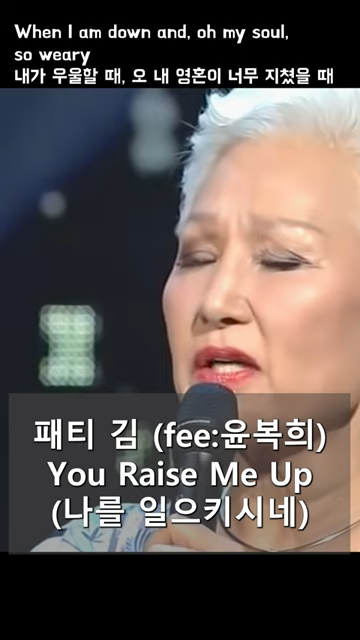 When I am down and, oh my soul,
so weary
내가 우울할 때, 오 내 영혼이 너무 지쳤을 때
패티 김 (fee:윤복희)
You Raise Me Up
(나를 일으키시네)